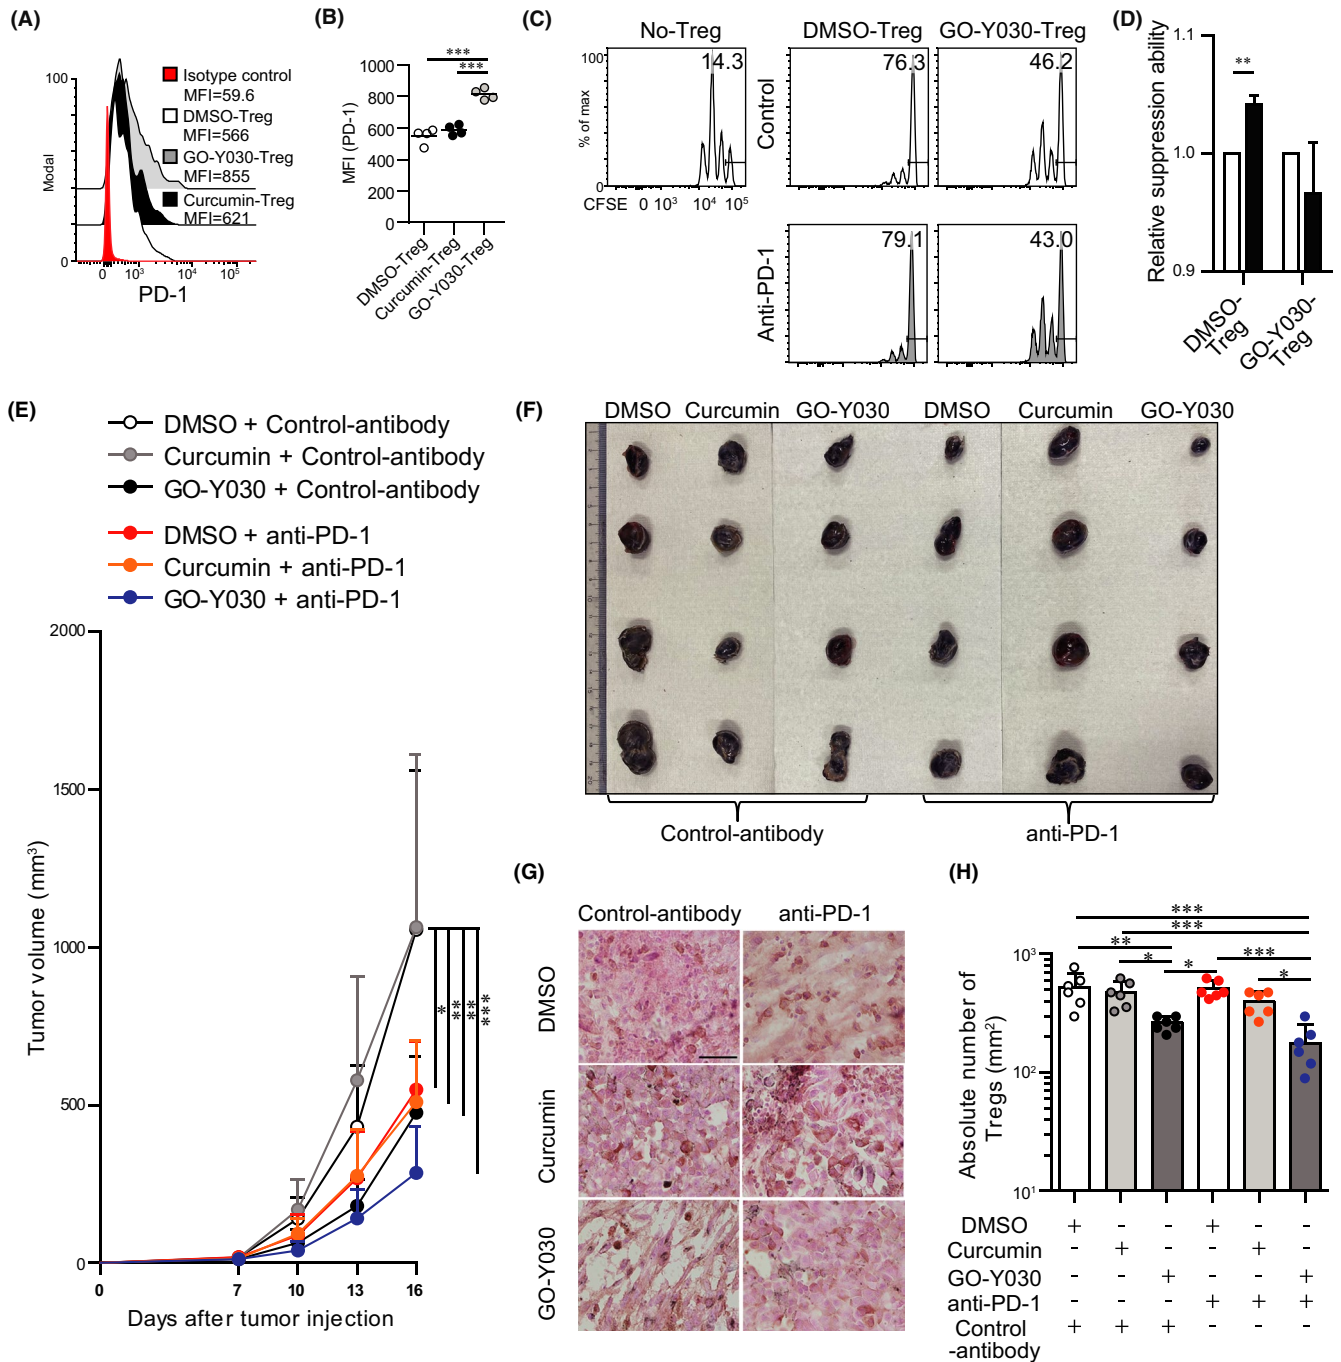 (A)
100
Modal
0
0 10³ 10⁴ 10⁵
PD-1
Isotype control
MFI=59.6
DMSO-Treg
MFI=566
GO-Y030-Treg
MFI=855
Curcumin-Treg
MFI=621
(B)
*** 
***
MFI (PD-1)
1000
800
600
400
200
0
DMSO-Treg
Curcumin-Treg
GO-Y030-Treg
(C)
No-Treg DMSO-Treg GO-Y030-Treg
100
% of max
0
14.3
CFSE 0 10³ 10⁴ 10⁵
Control
76.3
46.2
Anti-PD-1
79.1
43.0
(D)
Relative suppression ability
1.1
1.0
0.9
**
DMSO-
Treg
GO-Y030-
Treg
(E)
DMSO + Control-antibody
Curcumin + Control-antibody
GO-Y030 + Control-antibody
DMSO + anti-PD-1
Curcumin + anti-PD-1
GO-Y030 + anti-PD-1
Tumor volume (mm³)
2000
1500
1000
500
0
* ** ** ***
0 7 10 13 16
Days after tumor injection
(F)
DMSO Curcumin GO-Y030 DMSO Curcumin GO-Y030
Control-antibody anti-PD-1
(G)
Control-antibody anti-PD-1
DMSO
Curcumin
GO-Y030
(H)
***
***
** ***
* * *
Absolute number of
Tregs (mm²)
10³
10²
10¹
DMSO + - - + - -
Curcumin - + - - + -
GO-Y030 - - + - - +
anti-PD-1 - - - + + +
Control + + + - - -
-antibody